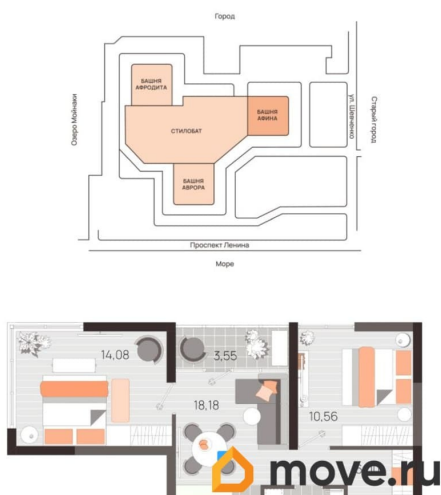 Город
БАШНЯ
АФРОДИТА
Озеро Мойнаки
СТИЛОБАТ
БАШНЯ
АФИНА
ул. Шевченко
Старый город
БАШНЯ
АВРОРА
Проспект Ленина
Море
14,08
3,55
18,18
10,56
move.ru